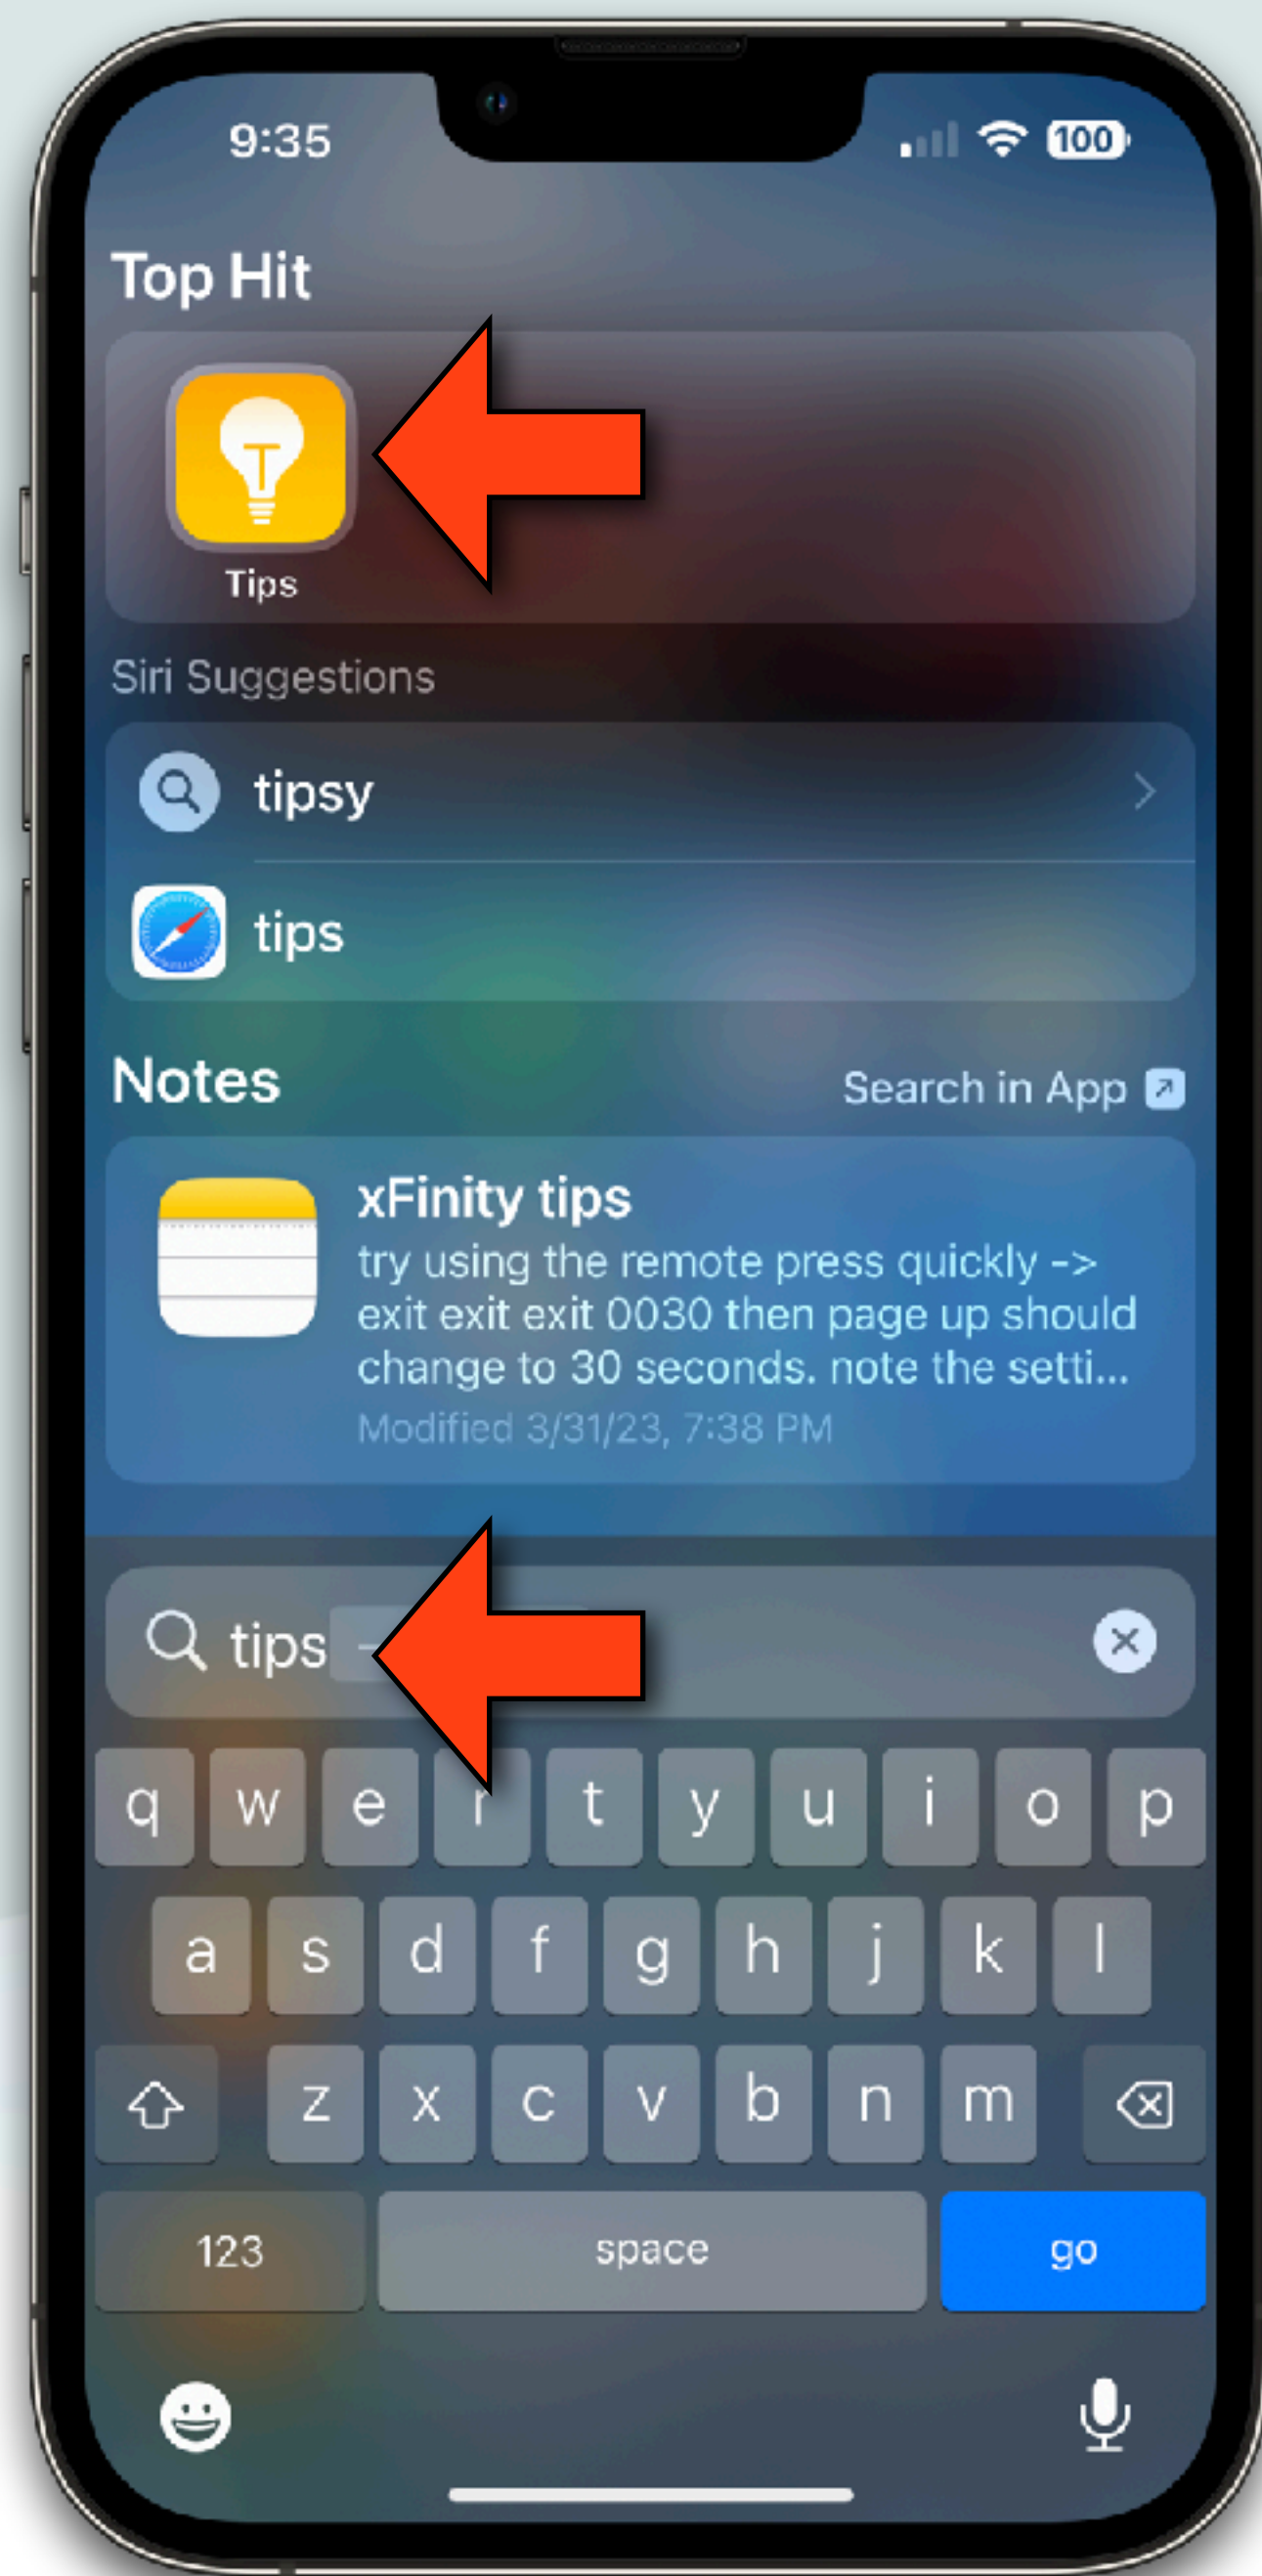 9:35
100
Top Hit
Tips
Siri Suggestions
tipsy
tips
Notes
Search in App
xFinity tips
try using the remote press quickly ->
exit exit exit 0030 then page up should
change to 30 seconds. note the setti...
Modified 3/31/23, 7:38 PM
tips –
q w e r t y u i o p
a s d f g h j k l
z x c v b n m
123 space go